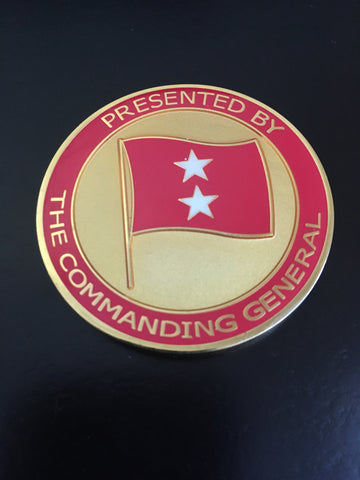 PRESENTED BY
THE COMMANDING GENERAL